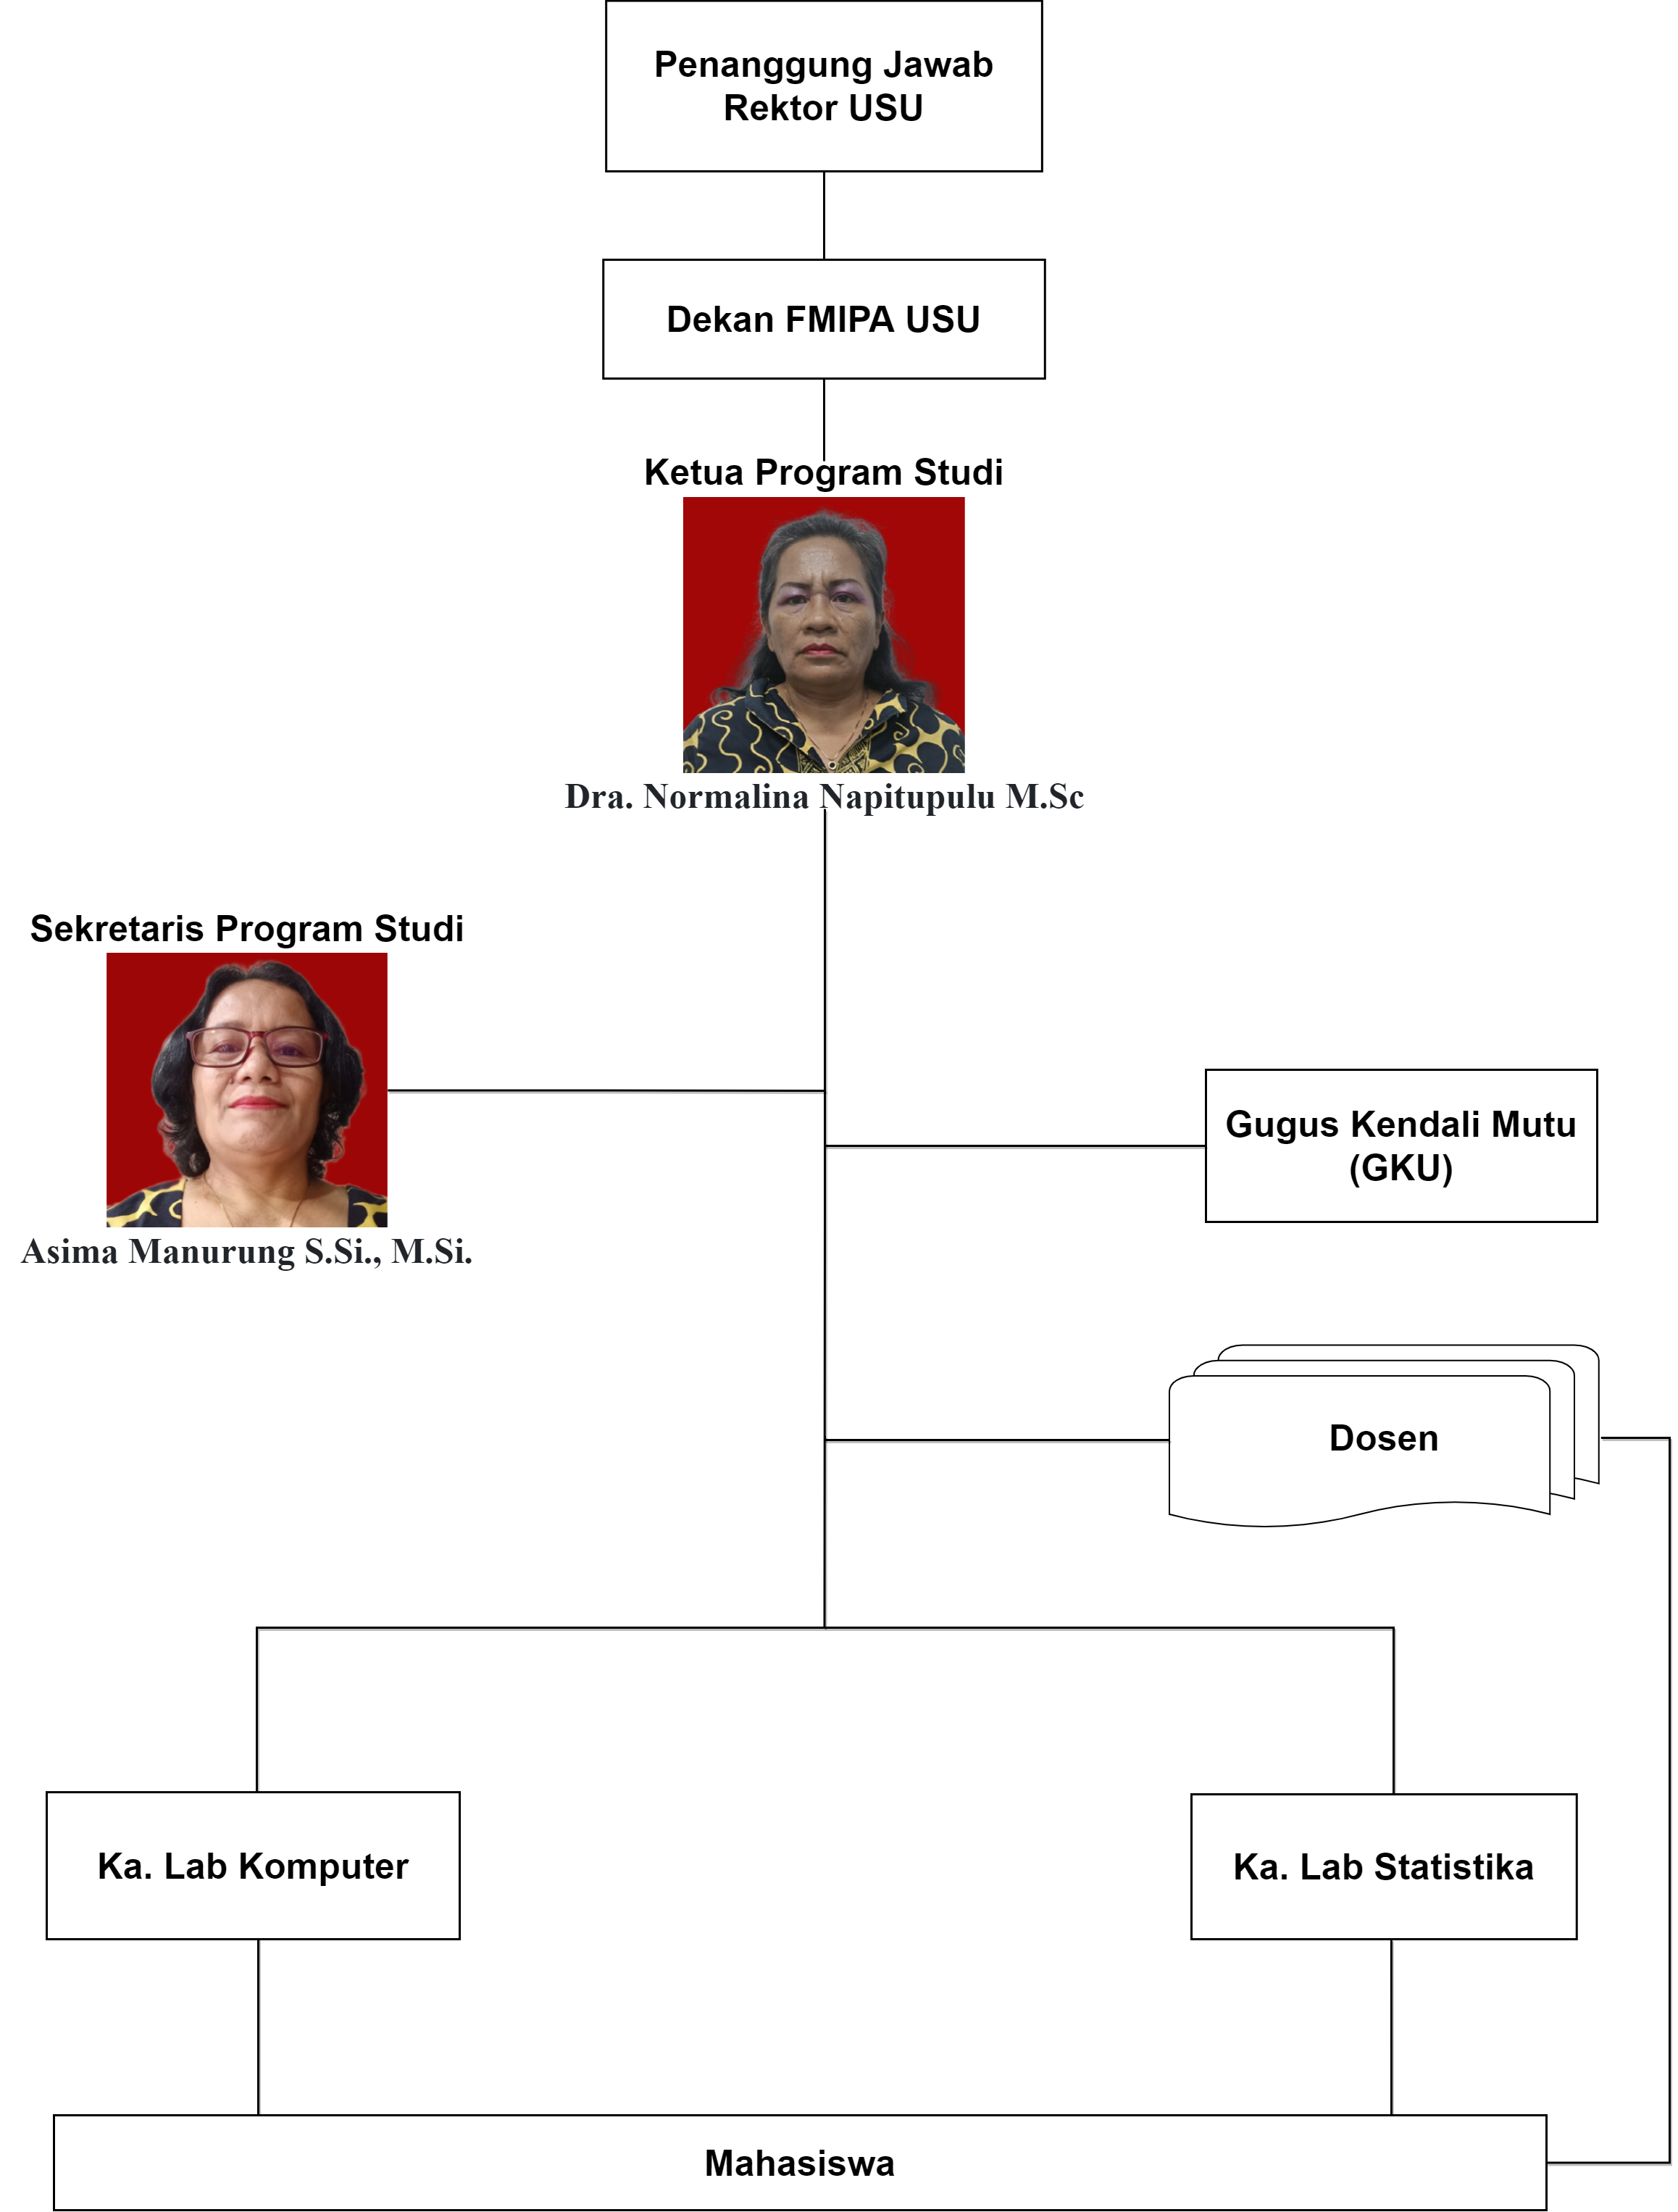 Penanggung Jawab
Rektor USU
Dekan FMIPA USU
Ketua Program Studi
Dra. Normalina Napitupulu M.Sc
Sekretaris Program Studi
Asima Manurung S.Si., M.Si.
Gugus Kendali Mutu
(GKU)
Dosen
Ka. Lab Komputer
Ka. Lab Statistika
Mahasiswa